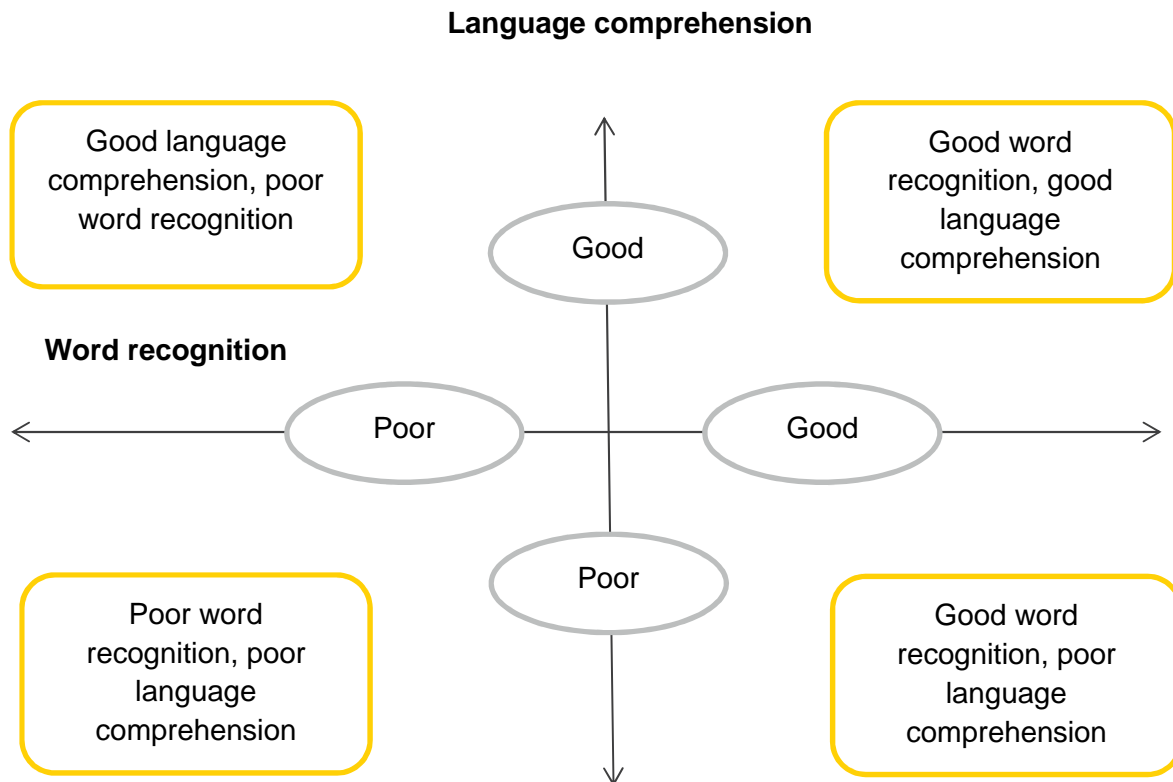 Language comprehension
Good language
comprehension, poor
word recognition
Good word
recognition, good
language
comprehension
Good
Word recognition
Poor
Good
Poor
Poor word
recognition, poor
language
comprehension
Good word
recognition, poor
language
comprehension